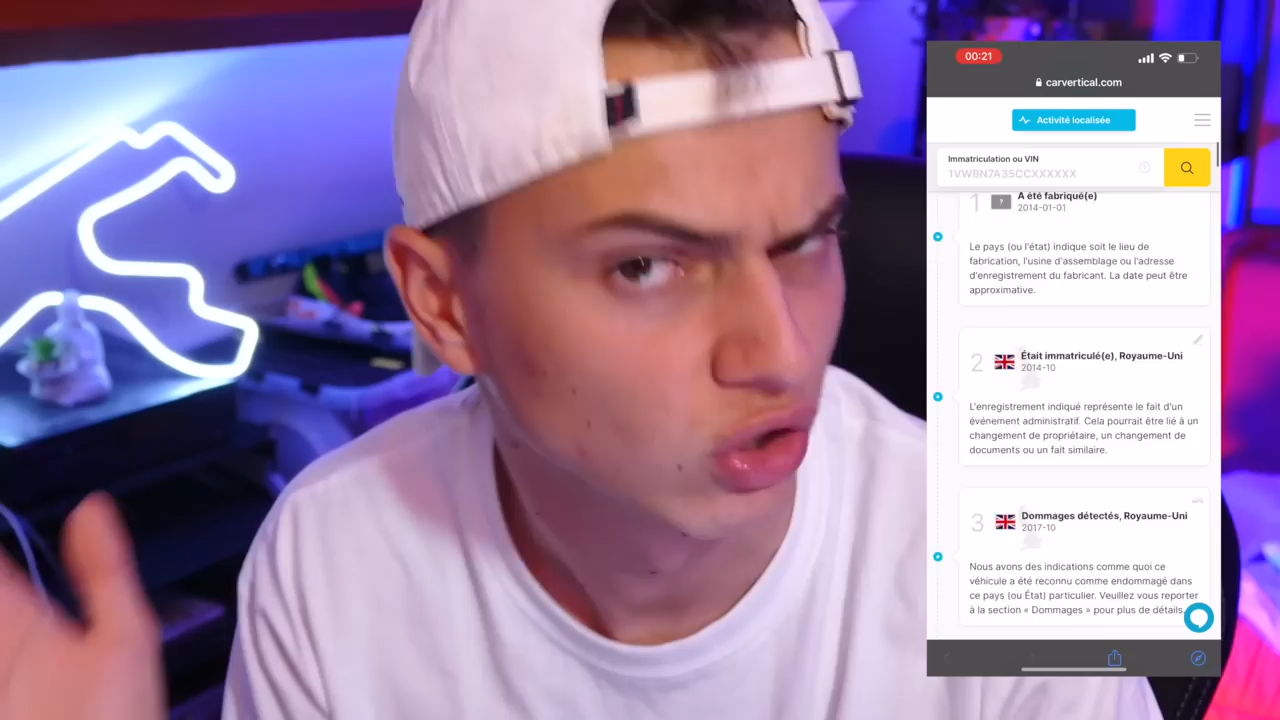 00:21
carvertical.com
Activité localisée
Immatriculation ou VIN
1VWBN7A35CCXXXXXX
1
A été fabriqué(e)
2014-01-01
Le pays (ou l'état) indique soit le lieu de
fabrication, l'usine d'assemblage ou l'adresse
d'enregistrement du fabricant. La date peut être
approximative.
2
Était immatriculé(e), Royaume-Uni
2014-10
L'enregistrement indiqué représente le fait d'un
événement administratif. Cela pourrait être lié à un
changement de propriétaire, un changement de
documents ou un fait similaire.
3
Dommages détectés, Royaume-Uni
2017-10
Nous avons des indications comme quoi ce
véhicule a été reconnu comme endommagé dans
ce pays (ou État) particulier. Veuillez vous reporter
à la section « Dommages » pour plus de détails.